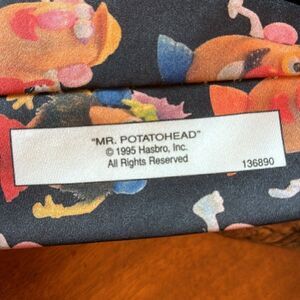 "MR. POTATOHEAD"
© 1995 Hasbro, Inc.
All Rights Reserved
136890